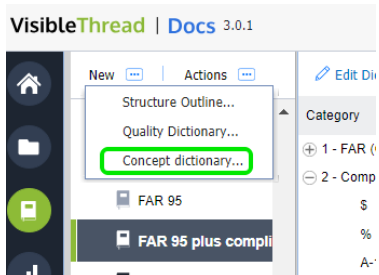 VisibleThread | Docs 3.0.1
New Actions Edit Di
Structure Outline...
Quality Dictionary...
Concept dictionary...
Category
1 - FAR (
2 - Comp
$
%
A-
FAR 95
FAR 95 plus compli